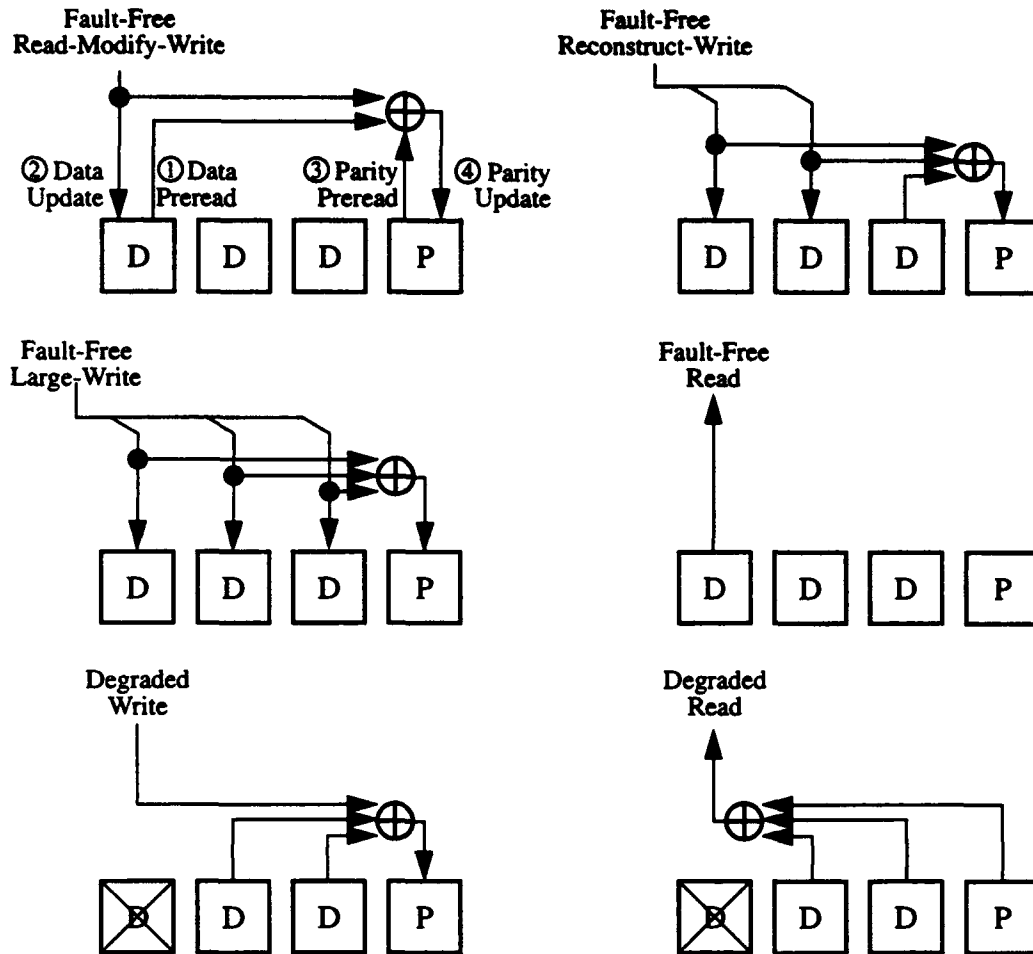 Fault-Free
Read-Modify-Write
② Data
Update
① Data
Preread
③ Parity
Preread
④ Parity
Update
D
D
D
P
Fault-Free
Reconstruct-Write
D
D
D
P
Fault-Free
Large-Write
D
D
D
P
Fault-Free
Read
D
D
D
P
Degraded
Write
D
D
D
P
Degraded
Read
D
D
D
P